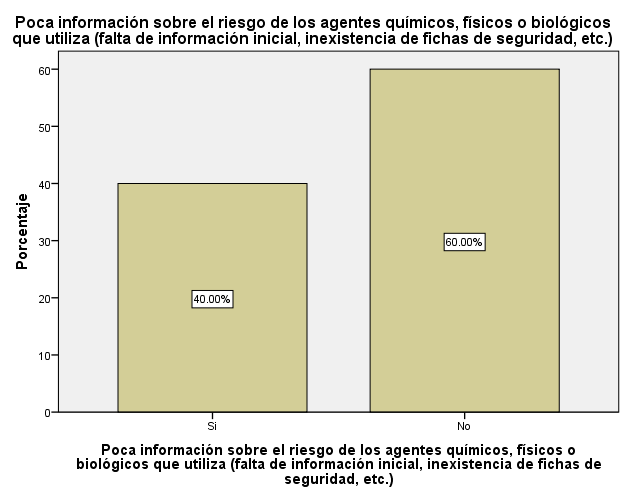 Poca información sobre el riesgo de los agentes químicos, físicos o biológicos
que utiliza (falta de información inicial, inexistencia de fichas de seguridad, etc.)
60
50
40
30
20
10
0
Porcentaje
40.00%
60.00%
Si
No
Poca información sobre el riesgo de los agentes químicos, físicos o
biológicos que utiliza (falta de información inicial, inexistencia de fichas de
seguridad, etc.)